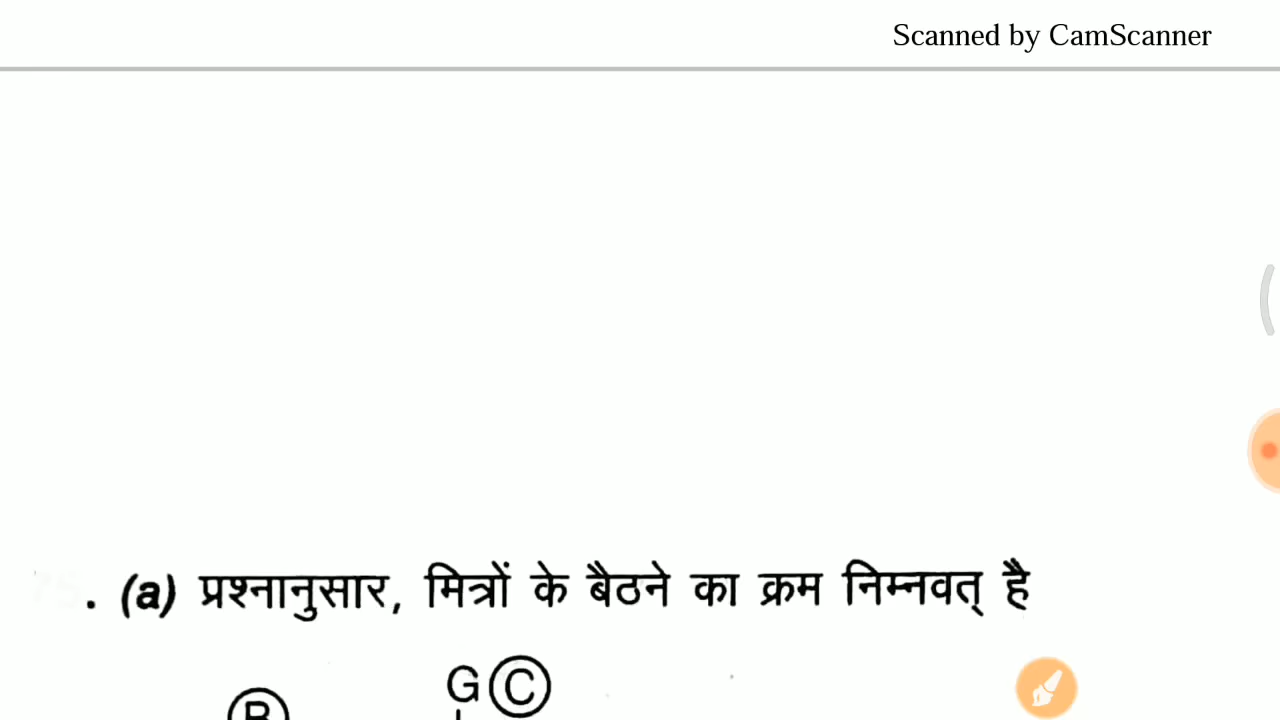 Scanned by CamScanner
. (a) प्रश्नानुसार, मित्रों के बैठने का क्रम निम्नवत् है
G C
B